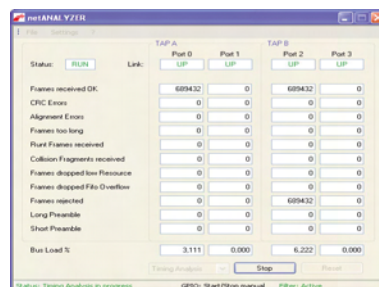 netANALYZER
File Settings ?
TAP A TAP B
Port 0 Port 1 Port 2 Port 3
Status: RUN Link: UP UP UP UP
Frames received OK 689432 0 689432 0
CRC Errors 0 0 0 0
Alignment Errors 0 0 0 0
Frames too long 0 0 0 0
Runt Frames received 0 0 0 0
Collision Fragments received 0 0 0 0
Frames dropped low Resource 0 0 0 0
Frames dropped Fifo Overflow 0 0 0 0
Frames rejected 0 0 689432 0
Long Preamble 0 0 0 0
Short Preamble 0 0 0 0
Bus Load % 3.111 0.000 6.222 0.000
Timing Analysis Stop Reset
Status: Timing Analysis in progress GPIO: Start/Stop manual Filter: Active